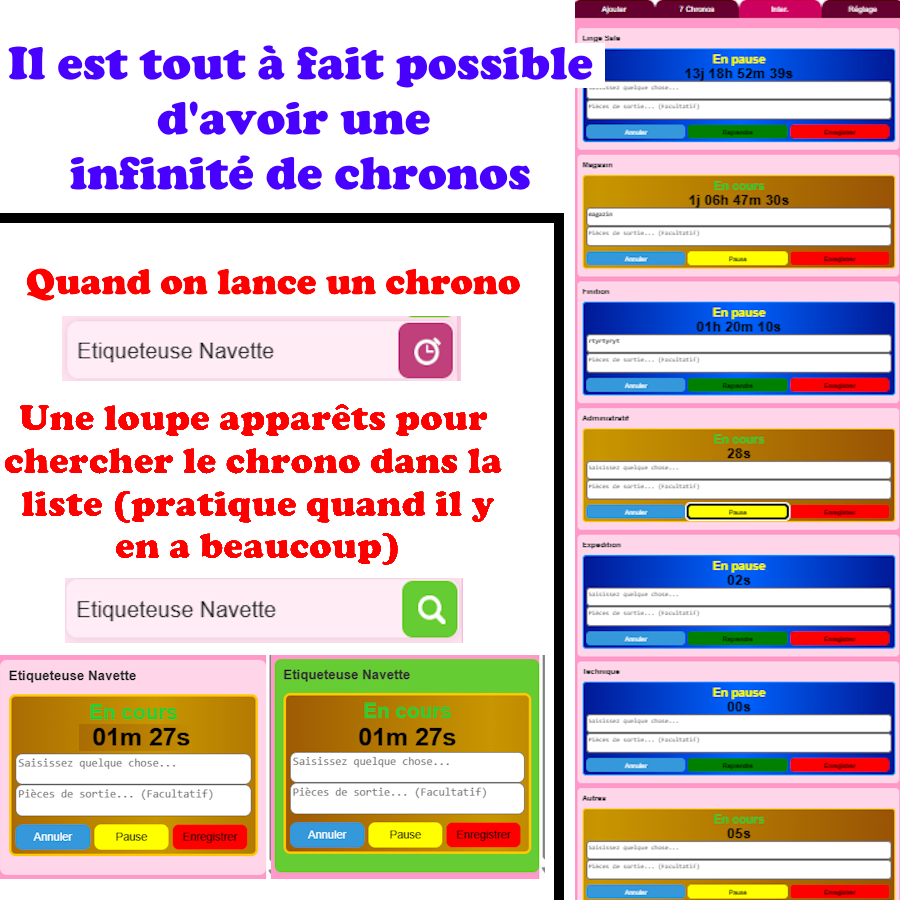 Il est tout à fait possible
d'avoir une
infinité de chronos
Quand on lance un chrono
Etiqueteuse Navette
Une loupe apparêts pour
chercher le chrono dans la
liste (pratique quand il y
en a beaucoup)
Etiqueteuse Navette
Etiqueteuse Navette
En cours
01m 27s
Saisissez quelque chose...
Pièces de sortie... (Facultatif)
Annuler Pause Enregistrer
Etiqueteuse Navette
En cours
01m 27s
Saisissez quelque chose...
Pièces de sortie... (Facultatif)
Annuler Pause Enregistrer
Ajouter 7 Chronos Inter. Réglage
Linge Sale
En pause
13j 18h 52m 39s
Saisissez quelque chose...
Pièces de sortie... (Facultatif)
Annuler Reprendre Enregistrer
Magasin
En cours
1j 06h 47m 30s
magazin
Pièces de sortie... (Facultatif)
Annuler Pause Enregistrer
Finition
En pause
01h 20m 10s
rtyrtyryt
Pièces de sortie... (Facultatif)
Annuler Reprendre Enregistrer
Administratif
En cours
28s
Saisissez quelque chose...
Pièces de sortie... (Facultatif)
Annuler Pause Enregistrer
Expedition
En pause
02s
Saisissez quelque chose...
Pièces de sortie... (Facultatif)
Annuler Reprendre Enregistrer
Technique
En pause
00s
Saisissez quelque chose...
Pièces de sortie... (Facultatif)
Annuler Reprendre Enregistrer
Autres
En cours
05s
Saisissez quelque chose...
Pièces de sortie... (Facultatif)
Annuler Pause Enregistrer